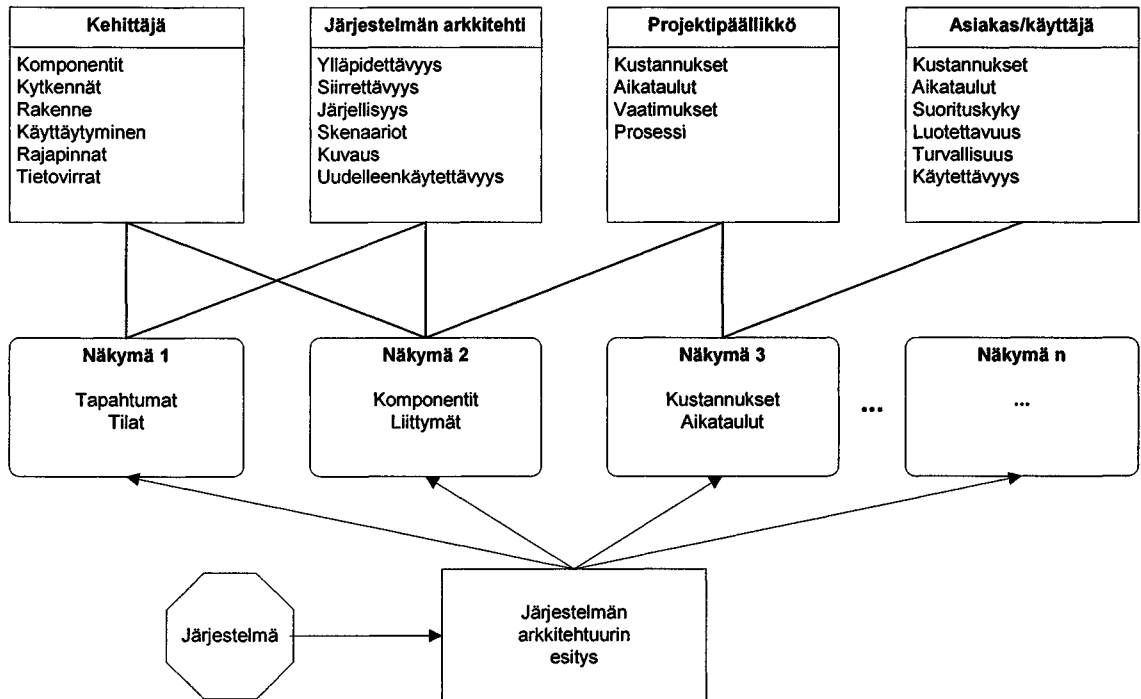 Kehittäjä
Komponentit
Kytkennät
Rakenne
Käyttäytyminen
Rajapinnat
Tietovirrat
Järjestelmän arkkitehti
Ylläpidettävyys
Siirrettävyys
Järjellisyys
Skenaariot
Kuvaus
Uudelleenkäytettävyys
Projektipäällikkö
Kustannukset
Aikataulut
Vaatimukset
Prosessi
Asiakas/käyttäjä
Kustannukset
Aikataulut
Suorituskyky
Luotettavuus
Turvallisuus
Käytettävyys
Näkymä 1
Tapahtumat
Tilat
Näkymä 2
Komponentit
Liittymät
Näkymä 3
Kustannukset
Aikataulut
...
Näkymä n
...
Järjestelmä
Järjestelmän
arkkitehtuurin
esitys